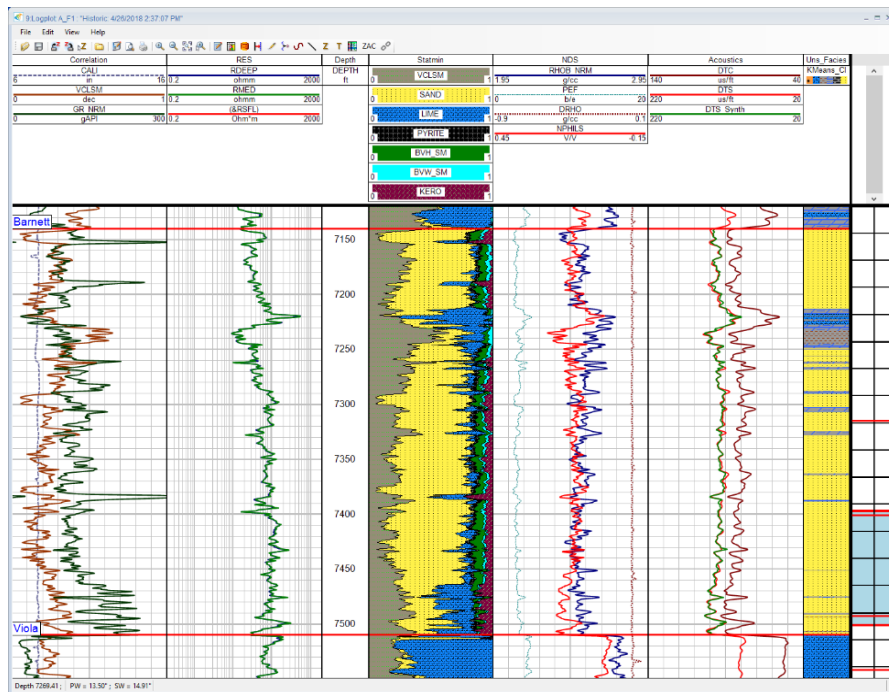 9:Logplot A_F1. "Historic: 4/26/2018 2:37:07 PM"
File Edit View Help
ZAC
Correlation RES Depth Statmin NDS Acoustics Uns_Facies
CALI
6 in 16
VCLSM
0 dec 1
GR_NRM
0 gAPI 300
RDEEP
0.2 ohmm 2000
RMED
0.2 ohmm 2000
(&RSFL)
0.2 Ohm*m 2000
DEPTH
ft
VCLSM
0 1
SAND
0 1
LIME
0 1
PYRITE
0 1
BVH_SM
0 1
BVW_SM
0 1
KERO
0 1
RHOB_NRM
1.95 g/cc 2.95
PEF
0 b/e 20
DRHO
-0.9 g/cc 0.1
NPHILS
0.45 V/V -0.15
DTC
140 us/ft 40
DTS
220 us/ft 20
DTS_Synth
220 20
KMeans_Cl
Barnett
7150
7200
7250
7300
7350
7400
7450
7500
Viola
Depth 7269.41 ; PW = 13.50" ; SW = 14.91"